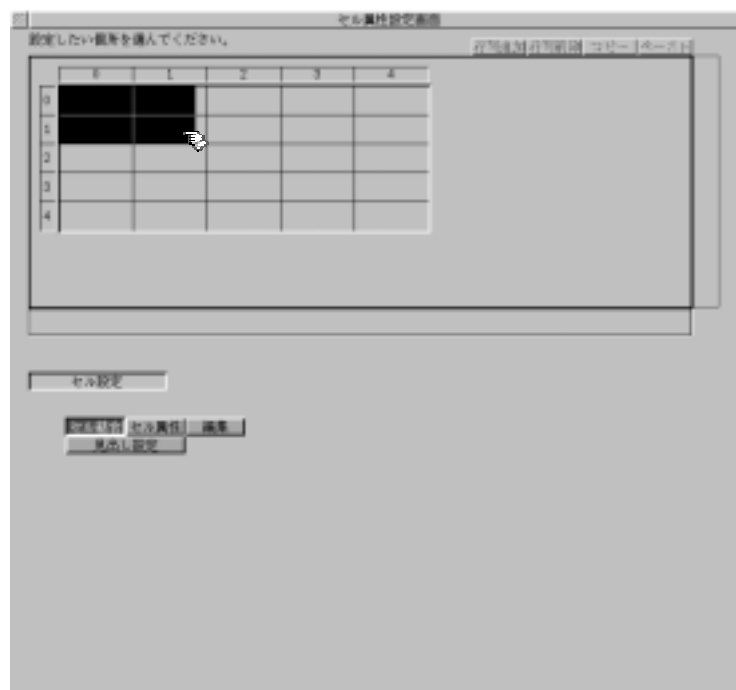 セル属性設定画面
設定したい個所を選んでください。
行列追加 行列削除 コピー ペースト
0 1 2 3 4
0
1
2
3
4
セル設定
セル属性 編集
見出し設定